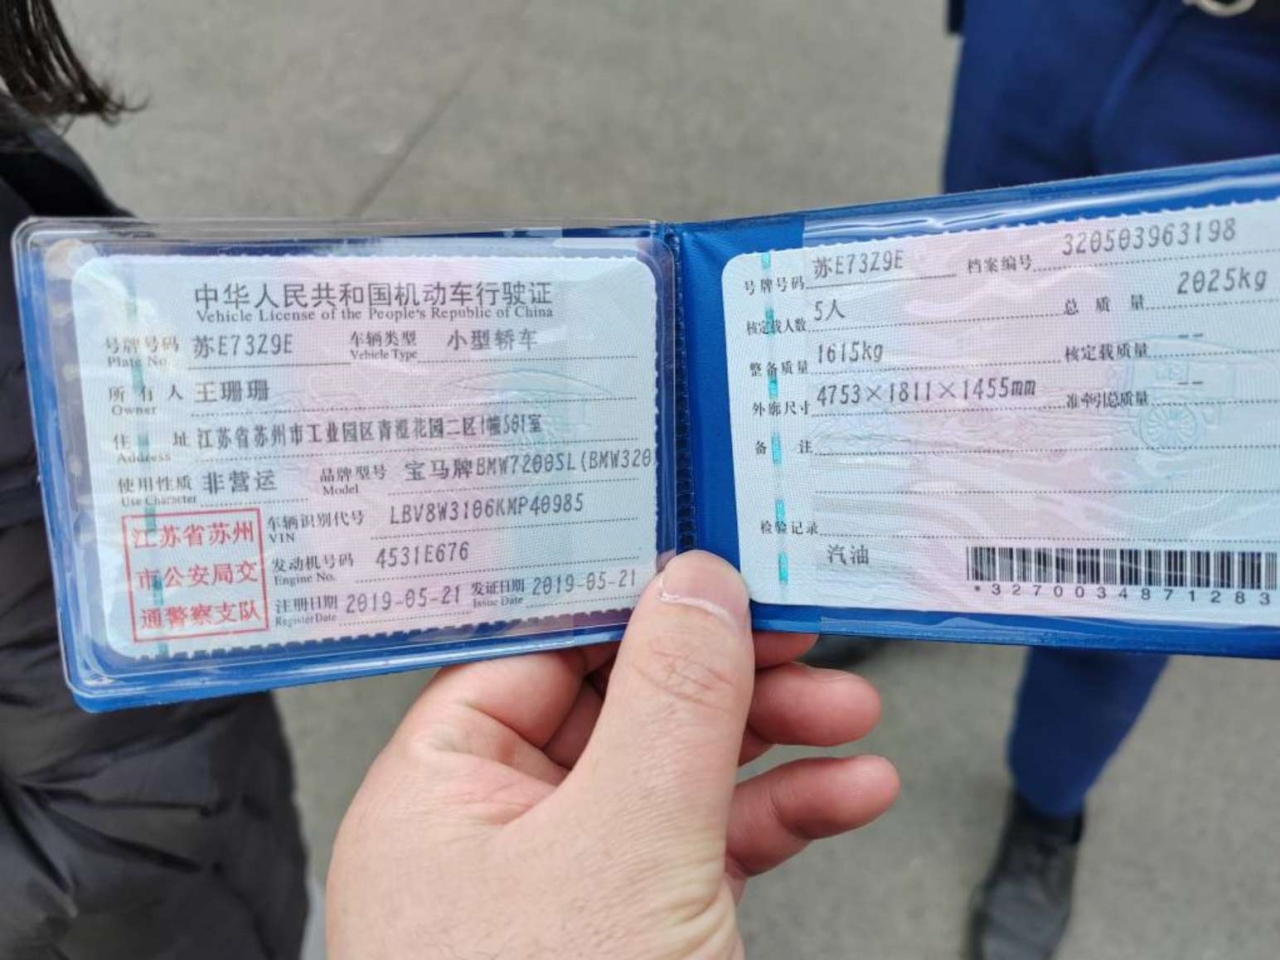 中华人民共和国机动车行驶证
Vehicle License of the People's Republic of China
号牌号码 苏E73Z9E 车辆类型 小型轿车
Plate No. Vehicle Type
所有人 王珊珊
Owner
住址 江苏省苏州市工业园区青澄花园二区1幢501室
Address
使用性质 非营运 品牌型号 宝马牌BMW7200SL(BMW320
Use Character Model
江苏省苏州
市公安局交
通警察支队
车辆识别代号 LBV8W3106KMP40985
VIN
发动机号码 4531E676
Engine No.
注册日期 2019-05-21 发证日期 2019-05-21
Register Date Issue Date
号牌号码 苏E73Z9E 档案编号 320503963198
核定载人数 5人 总质量 2025kg
整备质量 1615kg 核定载质量 --
外廓尺寸 4753×1811×1455mm 准牵引总质量 --
备注
检验记录
汽油
*3270034871283